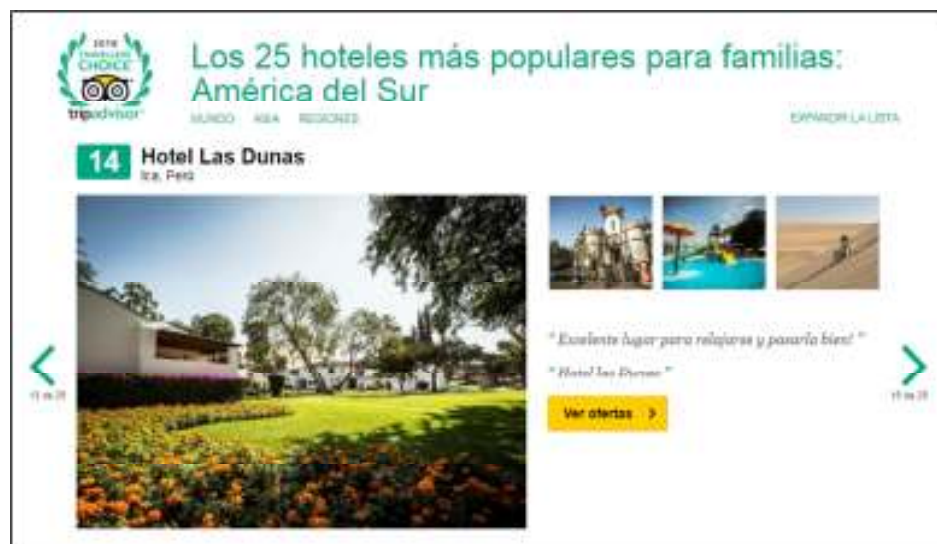 TRAVELLERS'
CHOICE
tripadvisor
Los 25 hoteles más populares para familias:
América del Sur
MUNDO ASIA REGIONES
EXPANDIR LA LISTA
14 Hotel Las Dunas
Ica, Perú
“ Excelente lugar para relajarse y pasarla bien! ”
“ Hotel las Dunas ”
Ver ofertas